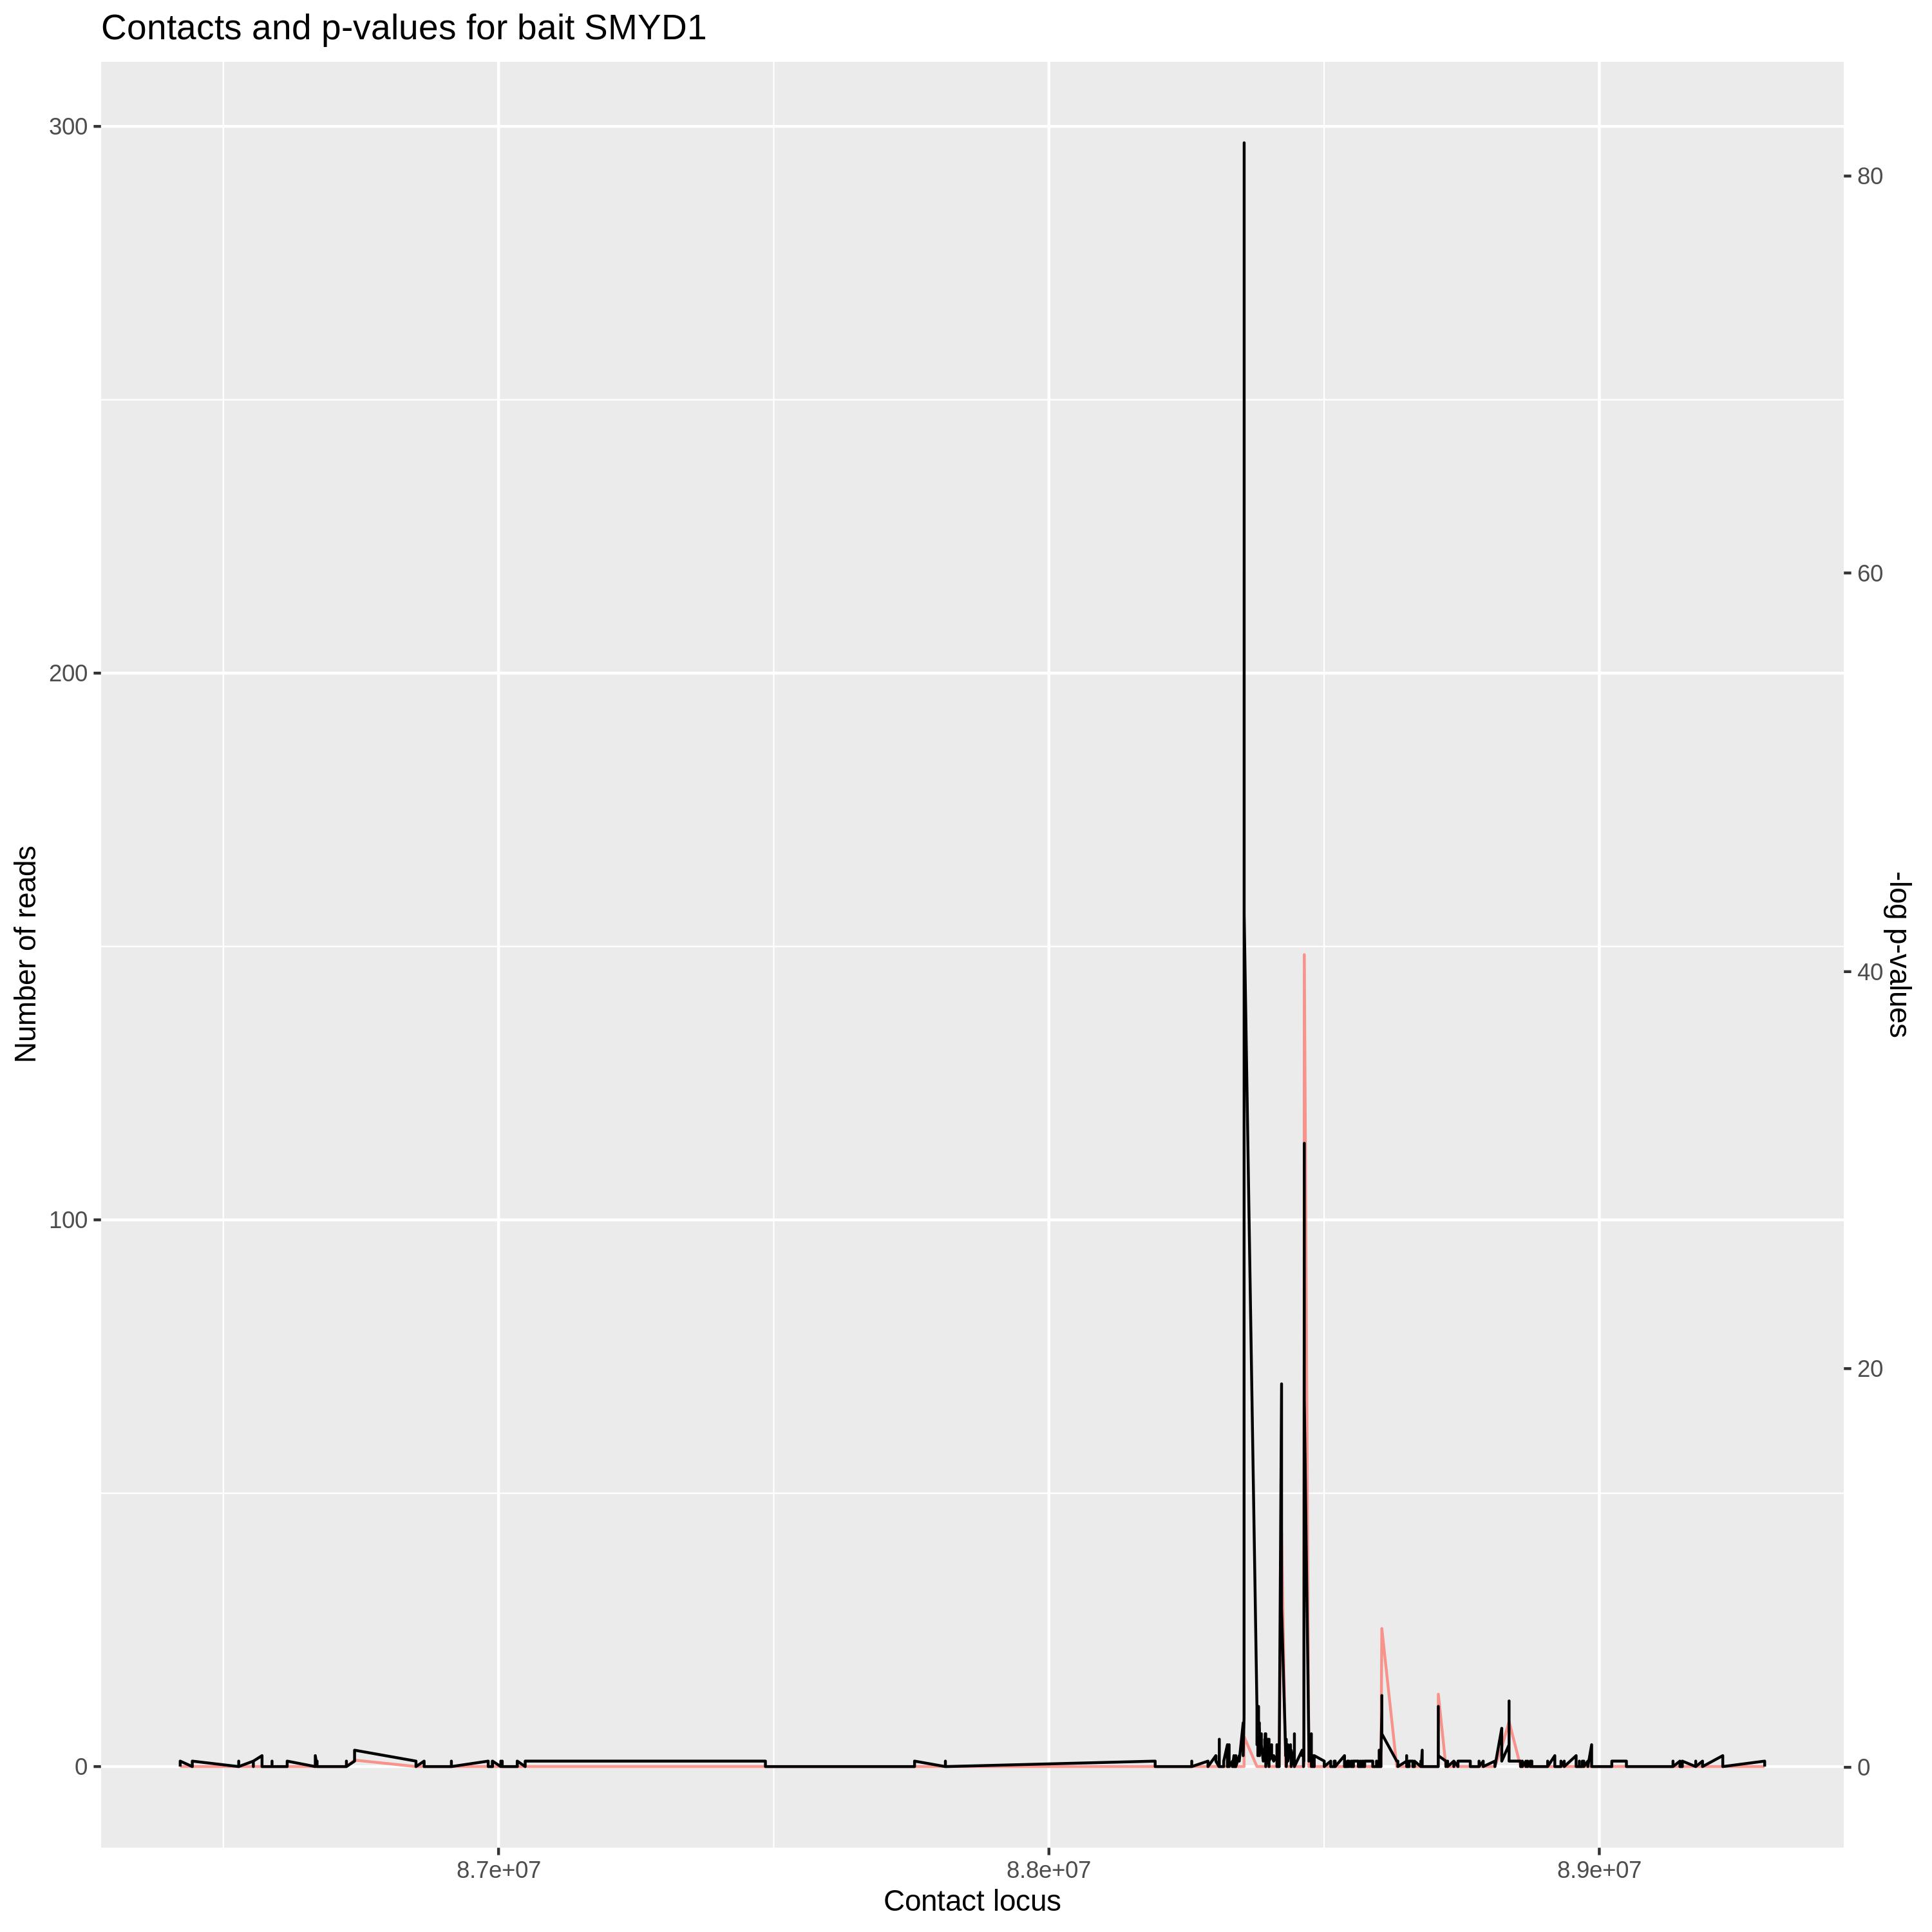 Contacts and p-values for bait SMYD1
300
200
100
0
Number of reads
80
60
40
20
0
-log p-values
8.7e+07
8.8e+07
8.9e+07
Contact locus